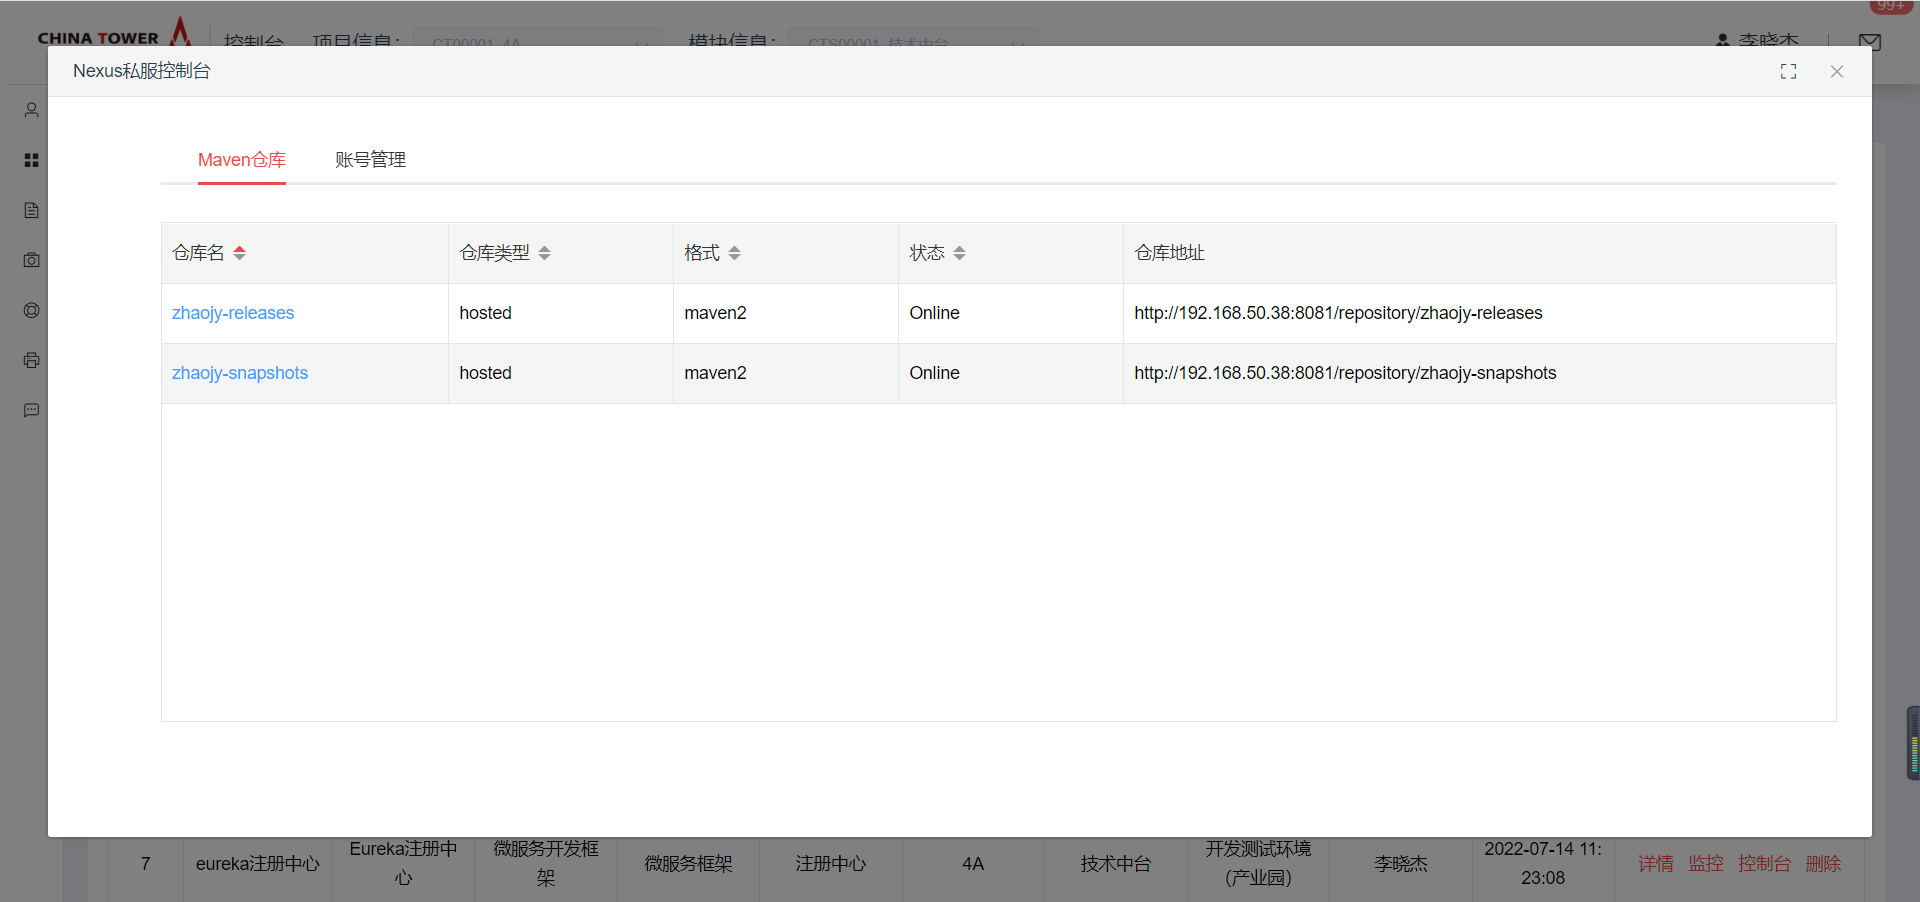 99+
CHINA TOWER 控制台 项目信息: CT00001-4A 模块信息: CTS00001-技术中台 李晓杰
Nexus私服控制台
Maven仓库 账号管理
仓库名 仓库类型 格式 状态 仓库地址
zhaojy-releases hosted maven2 Online http://192.168.50.38:8081/repository/zhaojy-releases
zhaojy-snapshots hosted maven2 Online http://192.168.50.38:8081/repository/zhaojy-snapshots
7 eureka注册中心 Eureka注册中心 微服务开发框架 微服务框架 注册中心 4A 技术中台 开发测试环境(产业园) 李晓杰 2022-07-14 11:23:08 详情 监控 控制台 删除